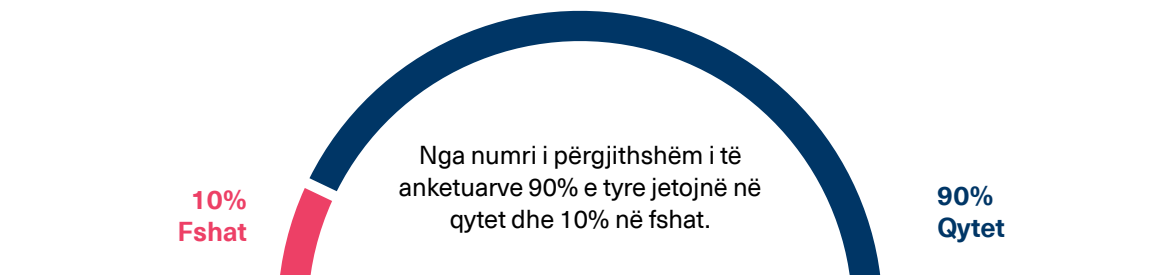 Nga numri i përgjithshëm i të
anketuarve 90% e tyre jetojnë në
qytet dhe 10% në fshat.
10%
Fshat
90%
Qytet